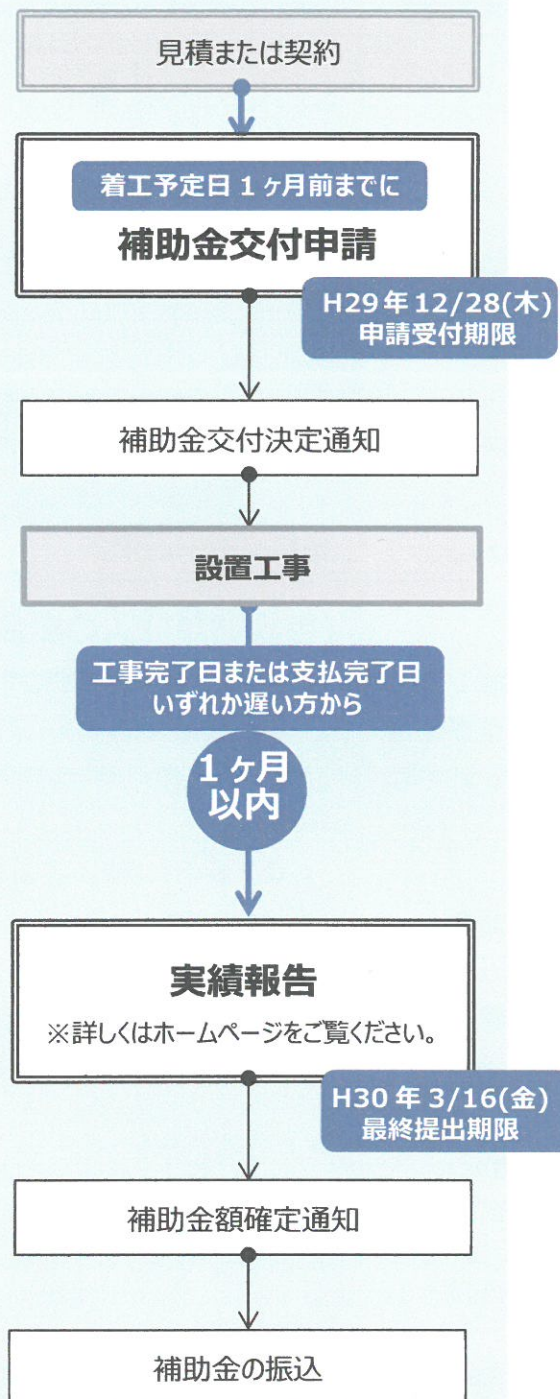 見積または契約
着工予定日1ヶ月前までに
補助金交付申請
H29年12/28(木)
申請受付期限
補助金交付決定通知
設置工事
工事完了日または支払完了日
いずれか遅い方から
1ヶ月
以内
実績報告
※詳しくはホームページをご覧ください。
H30年3/16(金)
最終提出期限
補助金額確定通知
補助金の振込